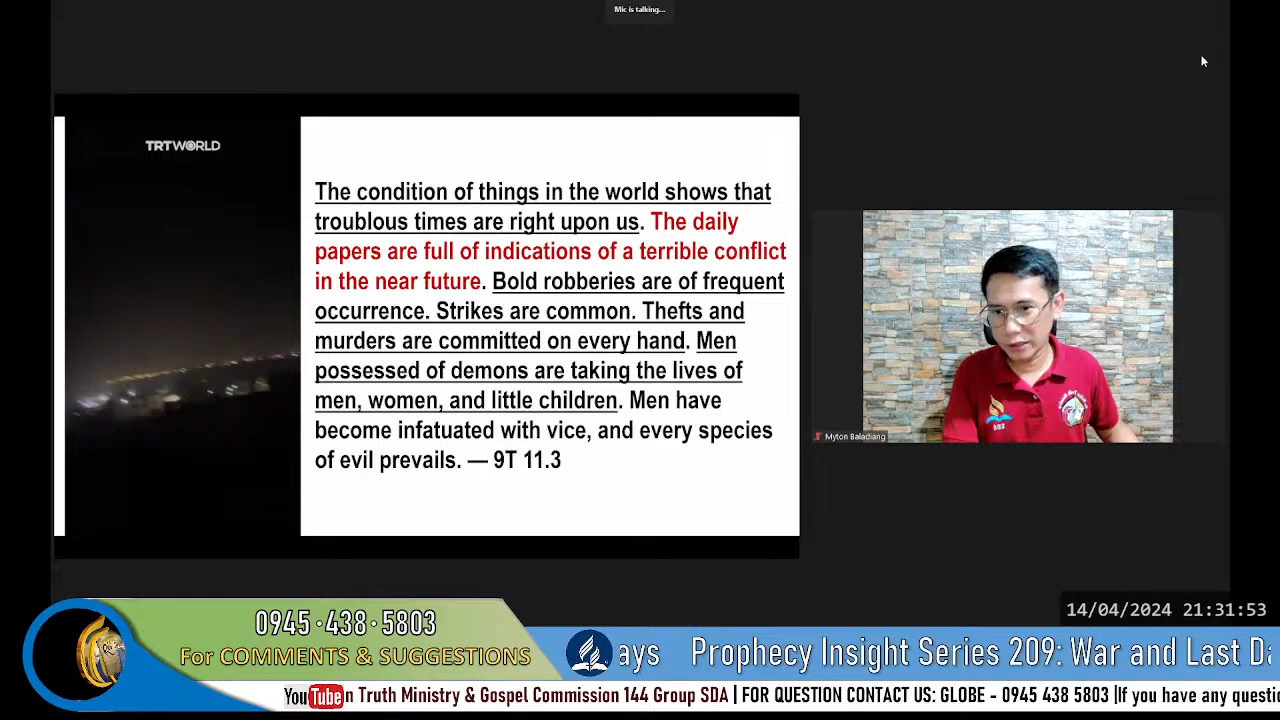 Mic is talking...
TRTWORLD
The condition of things in the world shows that
troublous times are right upon us. The daily
papers are full of indications of a terrible conflict
in the near future. Bold robberies are of frequent
occurrence. Strikes are common. Thefts and
murders are committed on every hand. Men
possessed of demons are taking the lives of
men, women, and little children. Men have
become infatuated with vice, and every species
of evil prevails. — 9T 11.3
Myton Baladiang
14/04/2024 21:31:53
0945·438·5803
For COMMENTS & SUGGESTIONS
ays Prophecy Insight Series 209: War and Last Da
YouTube n Truth Ministry & Gospel Commission 144 Group SDA | FOR QUESTION CONTACT US: GLOBE - 0945 438 5803 |If you have any questi